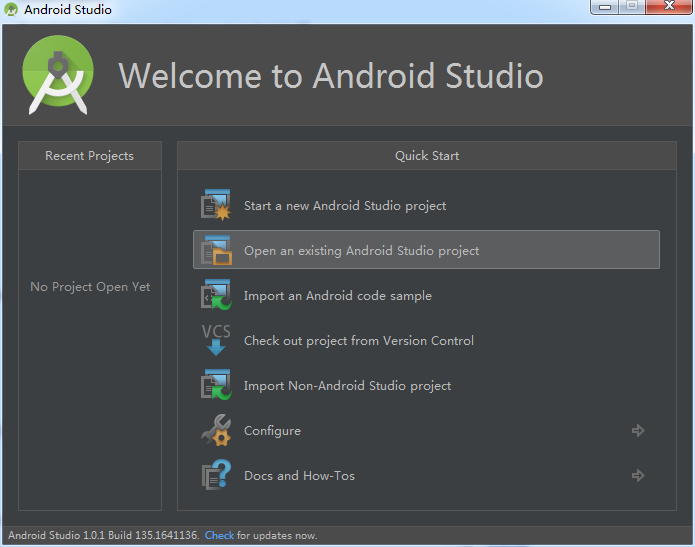 Android Studio
Welcome to Android Studio
Recent Projects
No Project Open Yet
Quick Start
Start a new Android Studio project
Open an existing Android Studio project
Import an Android code sample
VCS
Check out project from Version Control
Import Non-Android Studio project
Configure
Docs and How-Tos
Android Studio 1.0.1 Build 135.1641136. Check for updates now.